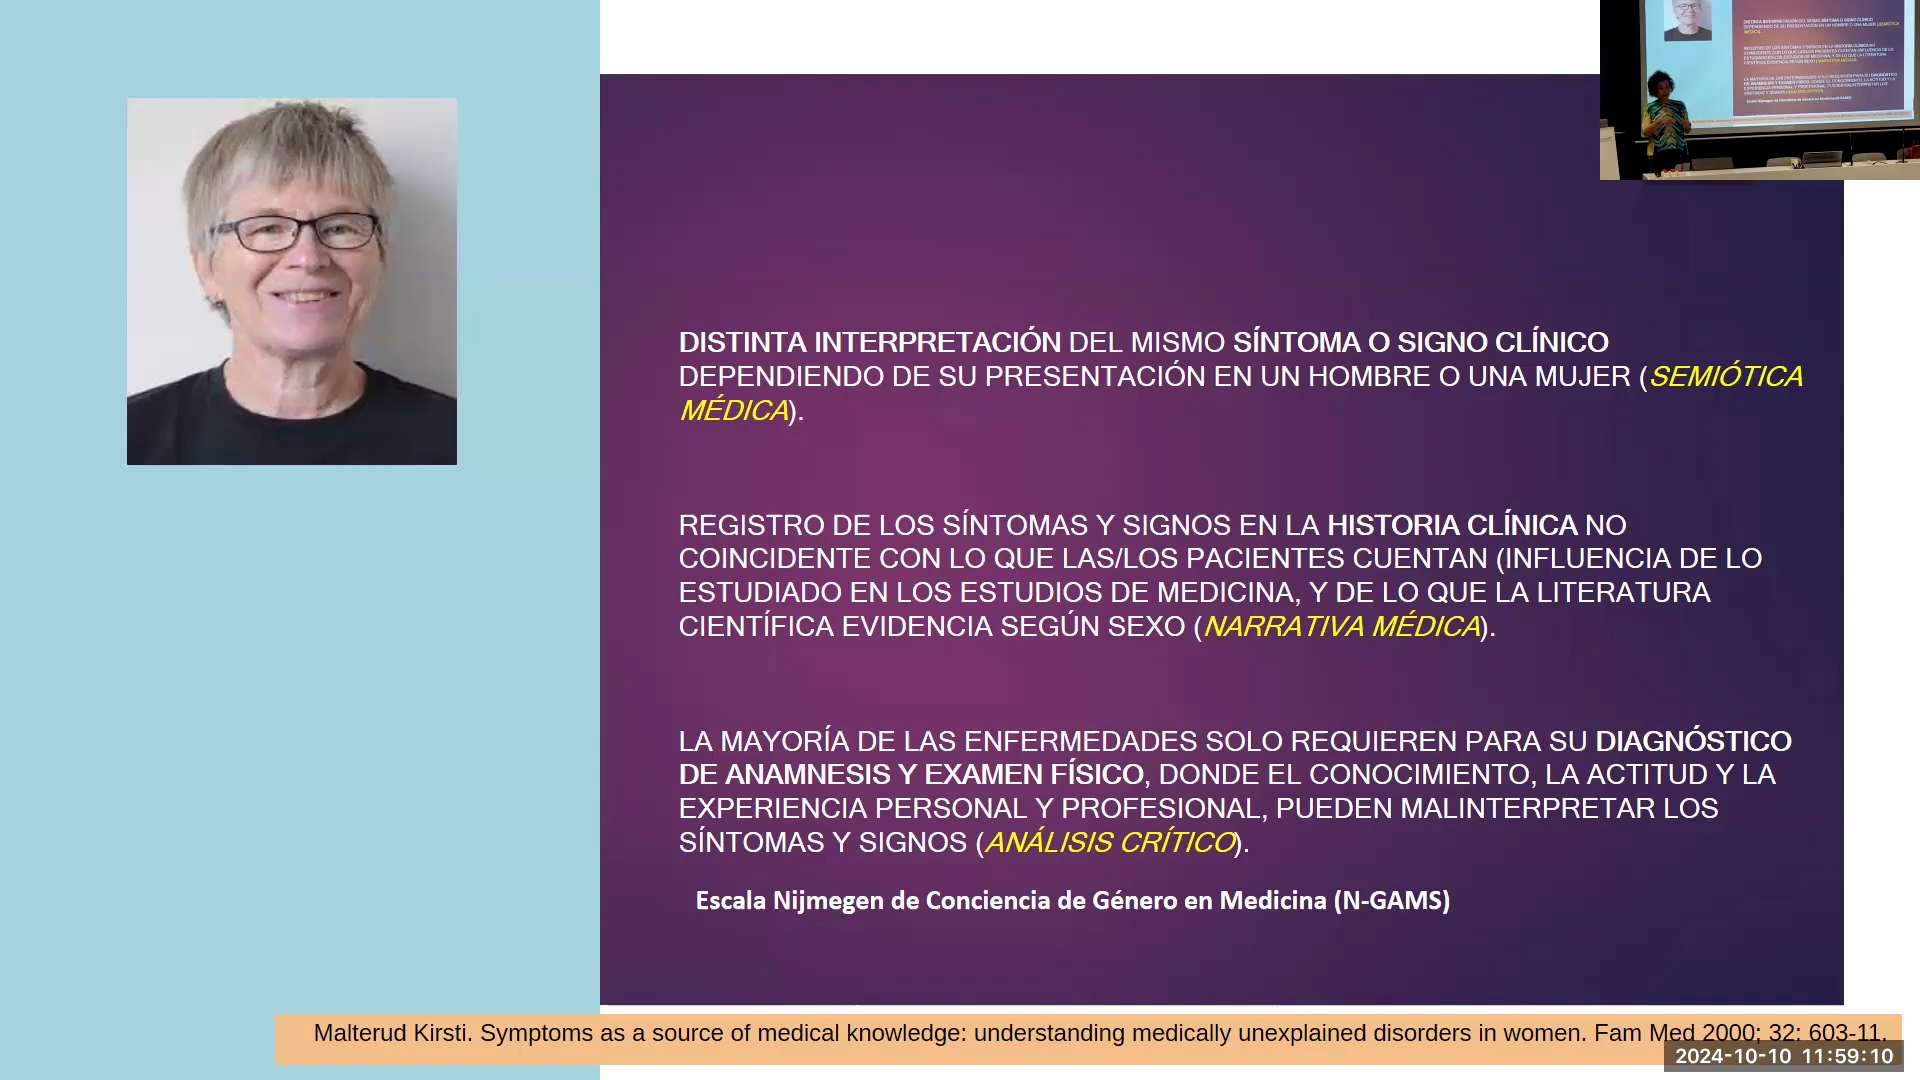 DISTINTA INTERPRETACIÓN DEL MISMO SÍNTOMA O SIGNO CLÍNICO
DEPENDIENDO DE SU PRESENTACIÓN EN UN HOMBRE O UNA MUJER (SEMIÓTICA
MÉDICA).
REGISTRO DE LOS SÍNTOMAS Y SIGNOS EN LA HISTORIA CLÍNICA NO
COINCIDENTE CON LO QUE LAS/LOS PACIENTES CUENTAN (INFLUENCIA DE LO
ESTUDIADO EN LOS ESTUDIOS DE MEDICINA, Y DE LO QUE LA LITERATURA
CIENTÍFICA EVIDENCIA SEGÚN SEXO (NARRATIVA MÉDICA).
LA MAYORÍA DE LAS ENFERMEDADES SOLO REQUIEREN PARA SU DIAGNÓSTICO
DE ANAMNESIS Y EXAMEN FÍSICO, DONDE EL CONOCIMIENTO, LA ACTITUD Y LA
EXPERIENCIA PERSONAL Y PROFESIONAL, PUEDEN MALINTERPRETAR LOS
SÍNTOMAS Y SIGNOS (ANÁLISIS CRÍTICO).
Escala Nijmegen de Conciencia de Género en Medicina (N-GAMS)
Malterud Kirsti. Symptoms as a source of medical knowledge: understanding medically unexplained disorders in women. Fam Med 2000; 32: 603-11.
2024-10-10 11:59:10